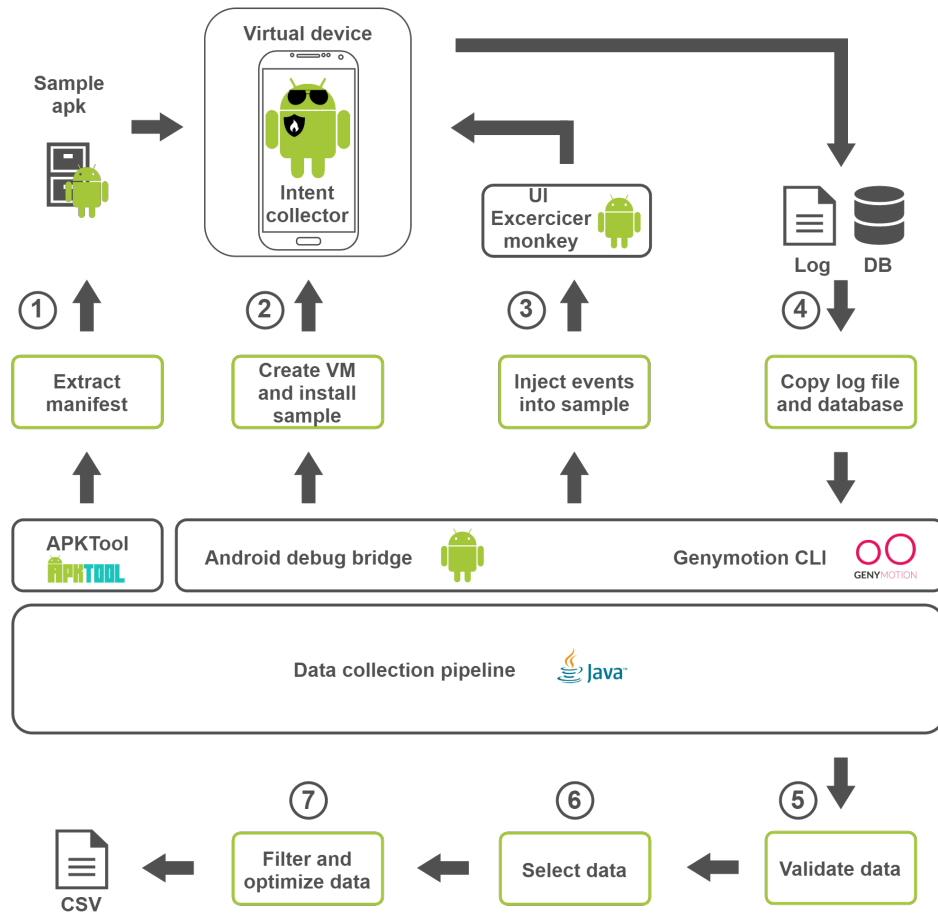 Virtual device
Sample
apk
Intent
collector
UI
Excercicer
monkey
Log
DB
1
2
3
4
Extract
manifest
Create VM
and install
sample
Inject events
into sample
Copy log file
and database
APKTool
APKTOOL
Android debug bridge
Genymotion CLI
GENYMOTION
Data collection pipeline
Java™
7
6
5
Filter and
optimize data
Select data
Validate data
CSV